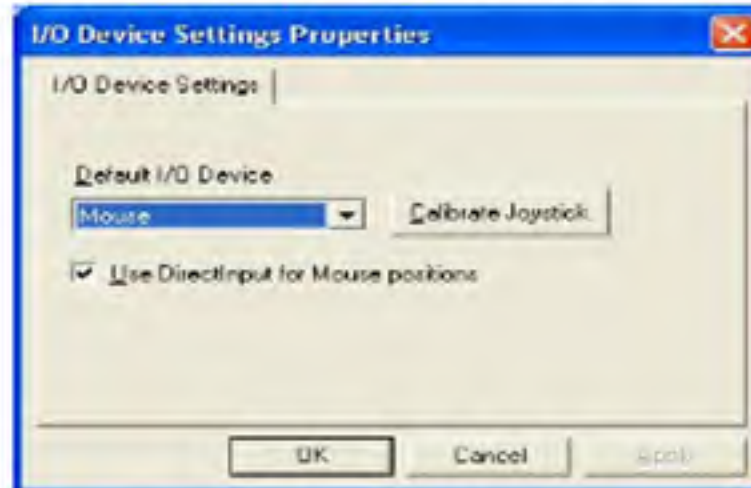 I/O Device Settings Properties
I/O Device Settings
Default I/O Device
Mouse
Calibrate Joystick
Use DirectInput for Mouse positions
OK
Cancel
Apply